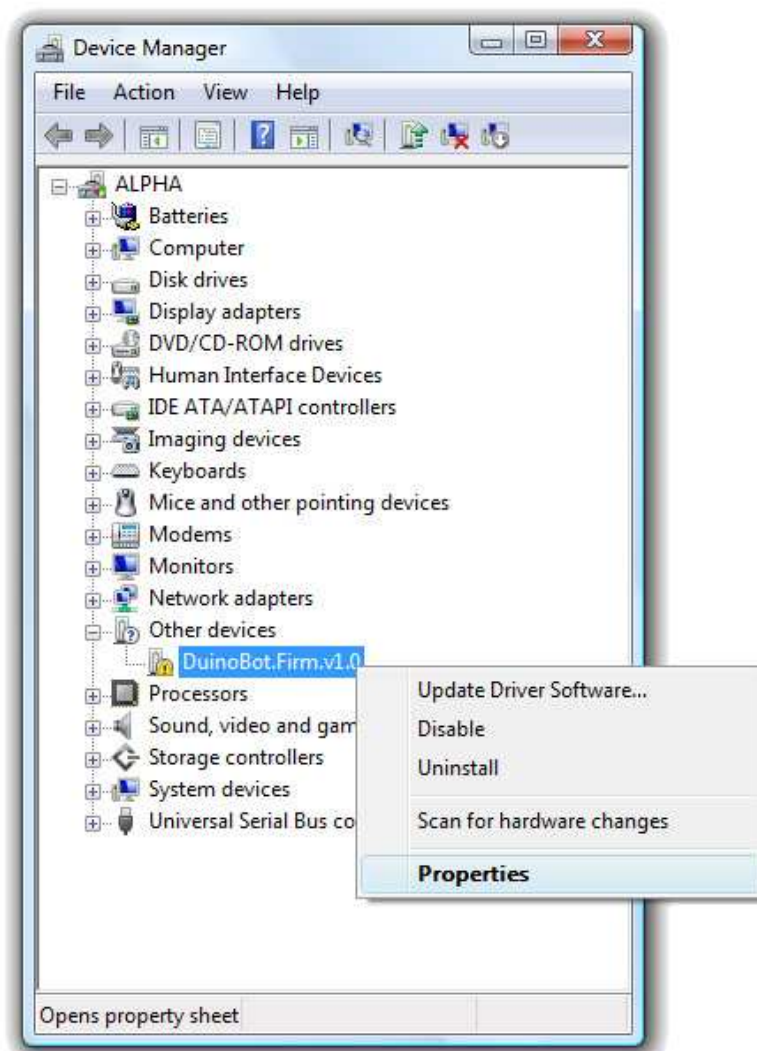 Device Manager
File Action View Help
ALPHA
Batteries
Computer
Disk drives
Display adapters
DVD/CD-ROM drives
Human Interface Devices
IDE ATA/ATAPI controllers
Imaging devices
Keyboards
Mice and other pointing devices
Modems
Monitors
Network adapters
Other devices
DuinoBot.Firm.v1.0
Processors
Sound, video and gam
Storage controllers
System devices
Universal Serial Bus co
Update Driver Software...
Disable
Uninstall
Scan for hardware changes
Properties
Opens property sheet